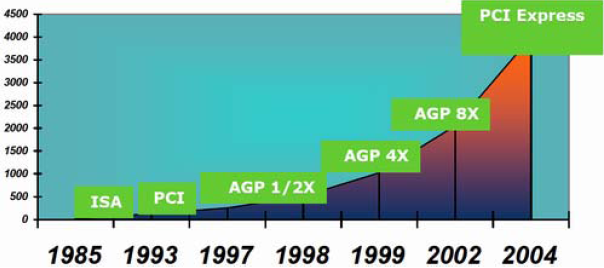 4500
4000
3500
3000
2500
2000
1500
1000
500
0
PCI Express
AGP 8X
AGP 4X
AGP 1/2X
PCI
ISA
1985 1993 1997 1998 1999 2002 2004